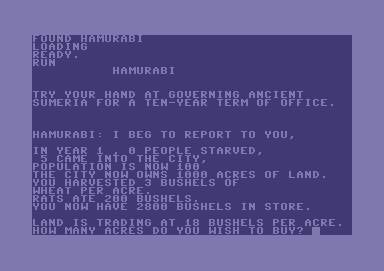 FOUND HAMURABI
LOADING
READY.
RUN
HAMURABI
TRY YOUR HAND AT GOVERNING ANCIENT
SUMERIA FOR A TEN-YEAR TERM OF OFFICE.
HAMURABI: I BEG TO REPORT TO YOU,
IN YEAR 1 , 0 PEOPLE STARVED,
5 CAME INTO THE CITY,
POPULATION IS NOW 100
THE CITY NOW OWNS 1000 ACRES OF LAND.
YOU HARVESTED 3 BUSHELS OF
WHEAT PER ACRE.
RATS ATE 200 BUSHELS.
YOU NOW HAVE 2800 BUSHELS IN STORE.
LAND IS TRADING AT 18 BUSHELS PER ACRE.
HOW MANY ACRES DO YOU WISH TO BUY?